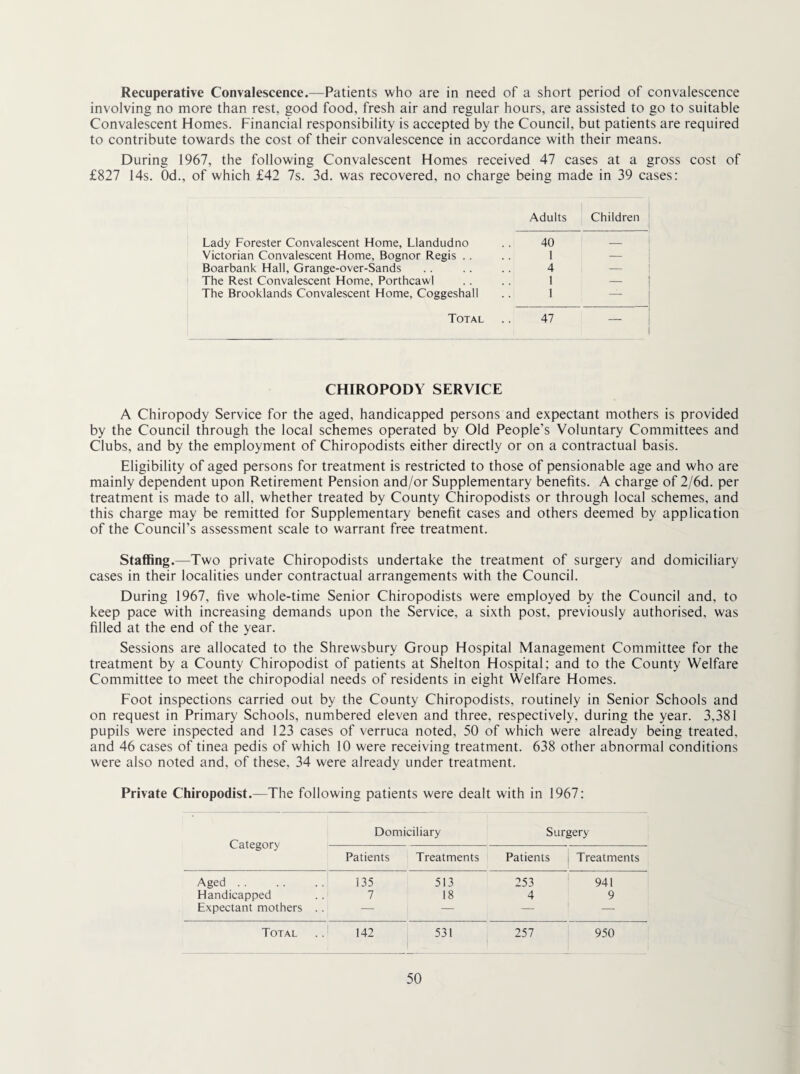 Recuperative Convalescence.—Patients who are in need of a short period of convalescence
involving no more than rest, good food, fresh air and regular hours, are assisted to go to suitable
Convalescent Homes. Financial responsibility is accepted by the Council, but patients are required
to contribute towards the cost of their convalescence in accordance with their means.
During 1967, the following Convalescent Homes received 47 cases at a gross cost of
£827 14s. 0d., of which £42 7s. 3d. was recovered, no charge being made in 39 cases:
Adults Children
Lady Forester Convalescent Home, Llandudno .. 40 —
Victorian Convalescent Home, Bognor Regis .. .. 1 —
Boarbank Hall, Grange-over-Sands .. .. .. 4 —
The Rest Convalescent Home, Porthcawl .. .. 1 —
The Brooklands Convalescent Home, Coggeshall .. 1 —
Total .. 47 —
CHIROPODY SERVICE
A Chiropody Service for the aged, handicapped persons and expectant mothers is provided
by the Council through the local schemes operated by Old People's Voluntary Committees and
Clubs, and by the employment of Chiropodists either directly or on a contractual basis.
Eligibility of aged persons for treatment is restricted to those of pensionable age and who are
mainly dependent upon Retirement Pension and/or Supplementary benefits. A charge of 2/6d. per
treatment is made to all, whether treated by County Chiropodists or through local schemes, and
this charge may be remitted for Supplementary benefit cases and others deemed by application
of the Council's assessment scale to warrant free treatment.
Staffing.—Two private Chiropodists undertake the treatment of surgery and domiciliary
cases in their localities under contractual arrangements with the Council.
During 1967, five whole-time Senior Chiropodists were employed by the Council and, to
keep pace with increasing demands upon the Service, a sixth post, previously authorised, was
filled at the end of the year.
Sessions are allocated to the Shrewsbury Group Hospital Management Committee for the
treatment by a County Chiropodist of patients at Shelton Hospital; and to the County Welfare
Committee to meet the chiropodial needs of residents in eight Welfare Homes.
Foot inspections carried out by the County Chiropodists, routinely in Senior Schools and
on request in Primary Schools, numbered eleven and three, respectively, during the year. 3,381
pupils were inspected and 123 cases of verruca noted, 50 of which were already being treated,
and 46 cases of tinea pedis of which 10 were receiving treatment. 638 other abnormal conditions
were also noted and, of these, 34 were already under treatment.
Private Chiropodist.—The following patients were dealt with in 1967:
Category Domiciliary Surgery
Patients Treatments Patients Treatments
Aged .. .. .. 135 513 253 941
Handicapped .. 7 18 4 9
Expectant mothers .. — — — —
Total .. 142 531 257 950
50